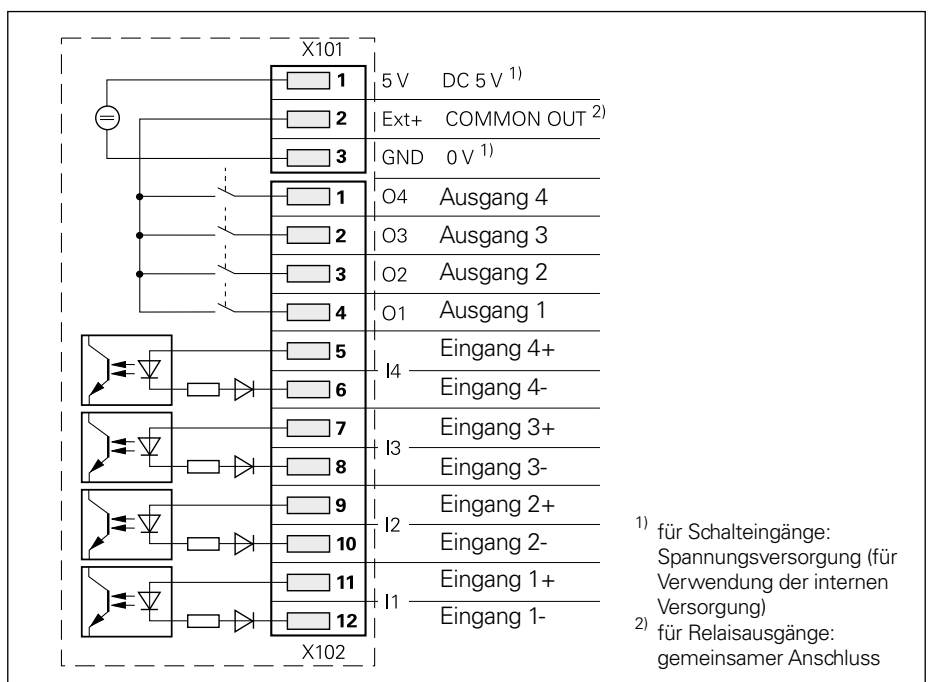 X101
1 5 V DC 5 V 1)
2 Ext+ COMMON OUT 2)
3 GND 0 V 1)
1 O4 Ausgang 4
2 O3 Ausgang 3
3 O2 Ausgang 2
4 O1 Ausgang 1
5 Eingang 4+
I4
6 Eingang 4-
7 Eingang 3+
I3
8 Eingang 3-
9 Eingang 2+
I2
10 Eingang 2-
11 Eingang 1+
I1
12 Eingang 1-
X102
1) für Schalteingänge:
Spannungsversorgung (für
Verwendung der internen
Versorgung)
2) für Relaisausgänge:
gemeinsamer Anschluss